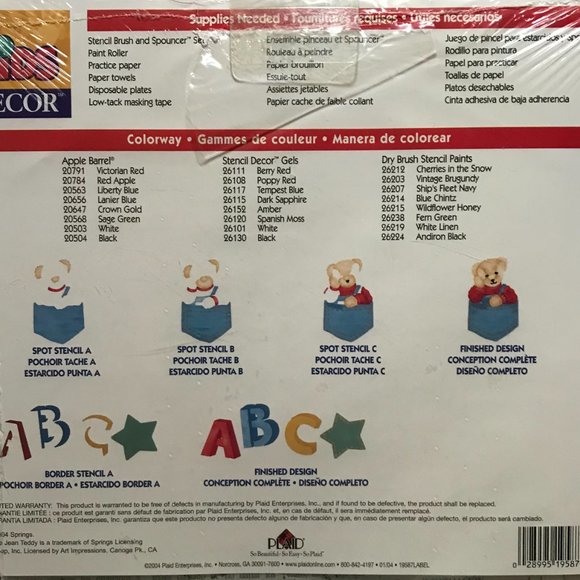 Supplies Needed • Fournitures requises • Útiles necesarios
ECOR™
Stencil Brush and Spouncer™ Set
Paint Roller
Practice paper
Paper towels
Disposable plates
Low-tack masking tape
Ensemble pinceau et Spouncer™
Rouleau à peindre
Papier brouillon
Essuie-tout
Assiettes jetables
Papier cache de faible collant
Juego de pincel para estarcidos y
Rodillo para pintura
Papel para practicar
Toallas de papel
Platos desechables
Cinta adhesiva de baja adherencia
Colorway • Gammes de couleur • Manera de colorear
Apple Barrel®
20791 Victorian Red
20784 Red Apple
20563 Liberty Blue
20656 Lanier Blue
20647 Crown Gold
20568 Sage Green
20503 White
20504 Black
Stencil Decor™ Gels
26111 Berry Red
26108 Poppy Red
26117 Tempest Blue
26115 Dark Sapphire
26152 Amber
26120 Spanish Moss
26101 White
26130 Black
Dry Brush Stencil Paints
26212 Cherries in the Snow
26203 Vintage Brugundy
26207 Ship's Fleet Navy
26214 Blue Chintz
26215 Wildflower Honey
26238 Fern Green
26219 White Linen
26224 Andiron Black
SPOT STENCIL A
POCHOIR TACHE A
ESTARCIDO PUNTA A
SPOT STENCIL B
POCHOIR TACHE B
ESTARCIDO PUNTA B
SPOT STENCIL C
POCHOIR TACHE C
ESTARCIDO PUNTA C
FINISHED DESIGN
CONCEPTION COMPLÈTE
DISEÑO COMPLETO
A B C
ABC
BORDER STENCIL A
POCHOIR BORDER A • ESTARCIDO BORDER A
FINISHED DESIGN
CONCEPTION COMPLÈTE • DISEÑO COMPLETO
WARRANTY: This product is warranted to be free of defects in manufacturing by Plaid Enterprises, Inc., and if found to be defective, the product shall be replaced.
LIMITÉE : ce produit est garanti sans défaut de fabrication par Plaid Enterprises, Inc. et, en cas de défaut, il sera immédiatement remplacé.
LIMITADA : Plaid Enterprises, Inc. garantiza que este producto no presenta defecto alguno de fabricación y que, en caso de presentar algún defecto, el producto será cambiado
04 Springs.
Jean Teddy is a trademark of Springs Licensing
Inc. Licensed by Art Impressions, Canoga Pk., CA
PLAID®
So Beautiful • So Easy • So Plaid®
©2004 Plaid Enterprises, Inc., Norcross, GA 30091-7600 • www.plaidonline.com • 800-842-4197 • 01/04 • 19587LABEL
0 28995 19587